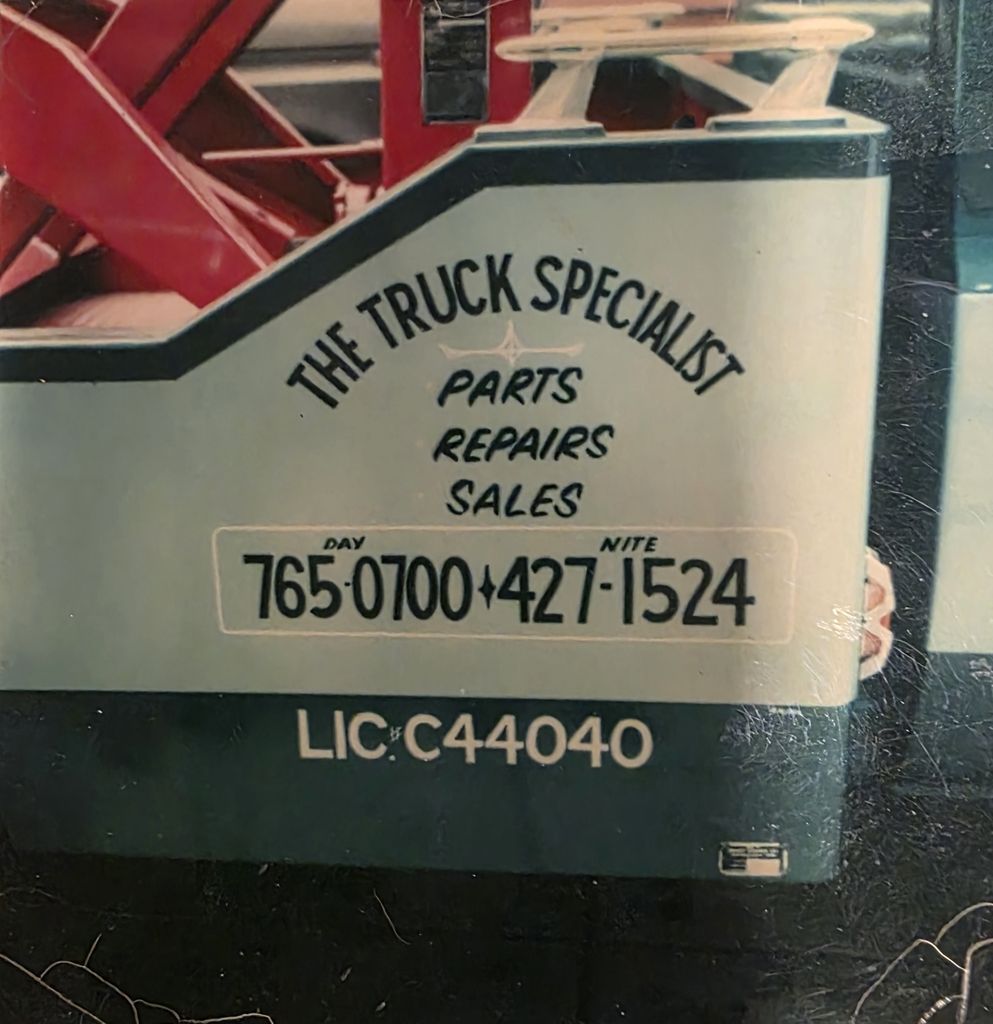 THE TRUCK SPECIALIST
PARTS
REPAIRS
SALES
DAY NITE
765-0700 ✦ 427-1524
LIC.# C44040